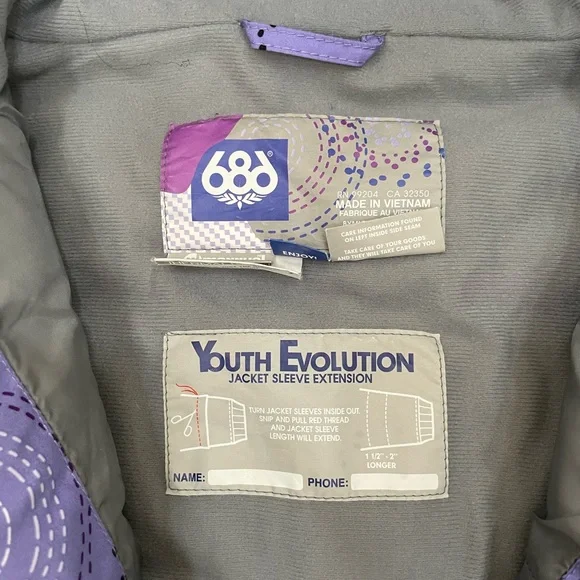 686®
RN 99204 CA 32350
MADE IN VIETNAM
FABRIQUE AU
CARE INFORMATION FOUND
ON LEFT INSIDE SIDE SEAM
TAKE CARE OF YOUR GOODS
AND THEY WILL TAKE CARE OF YOU
ENJOY!
YOUTH EVOLUTION
JACKET SLEEVE EXTENSION
TURN JACKET SLEEVES INSIDE OUT.
SNIP AND PULL RED THREAD
AND JACKET SLEEVE
LENGTH WILL EXTEND.
1 1/2"-2"
LONGER
NAME:
PHONE: